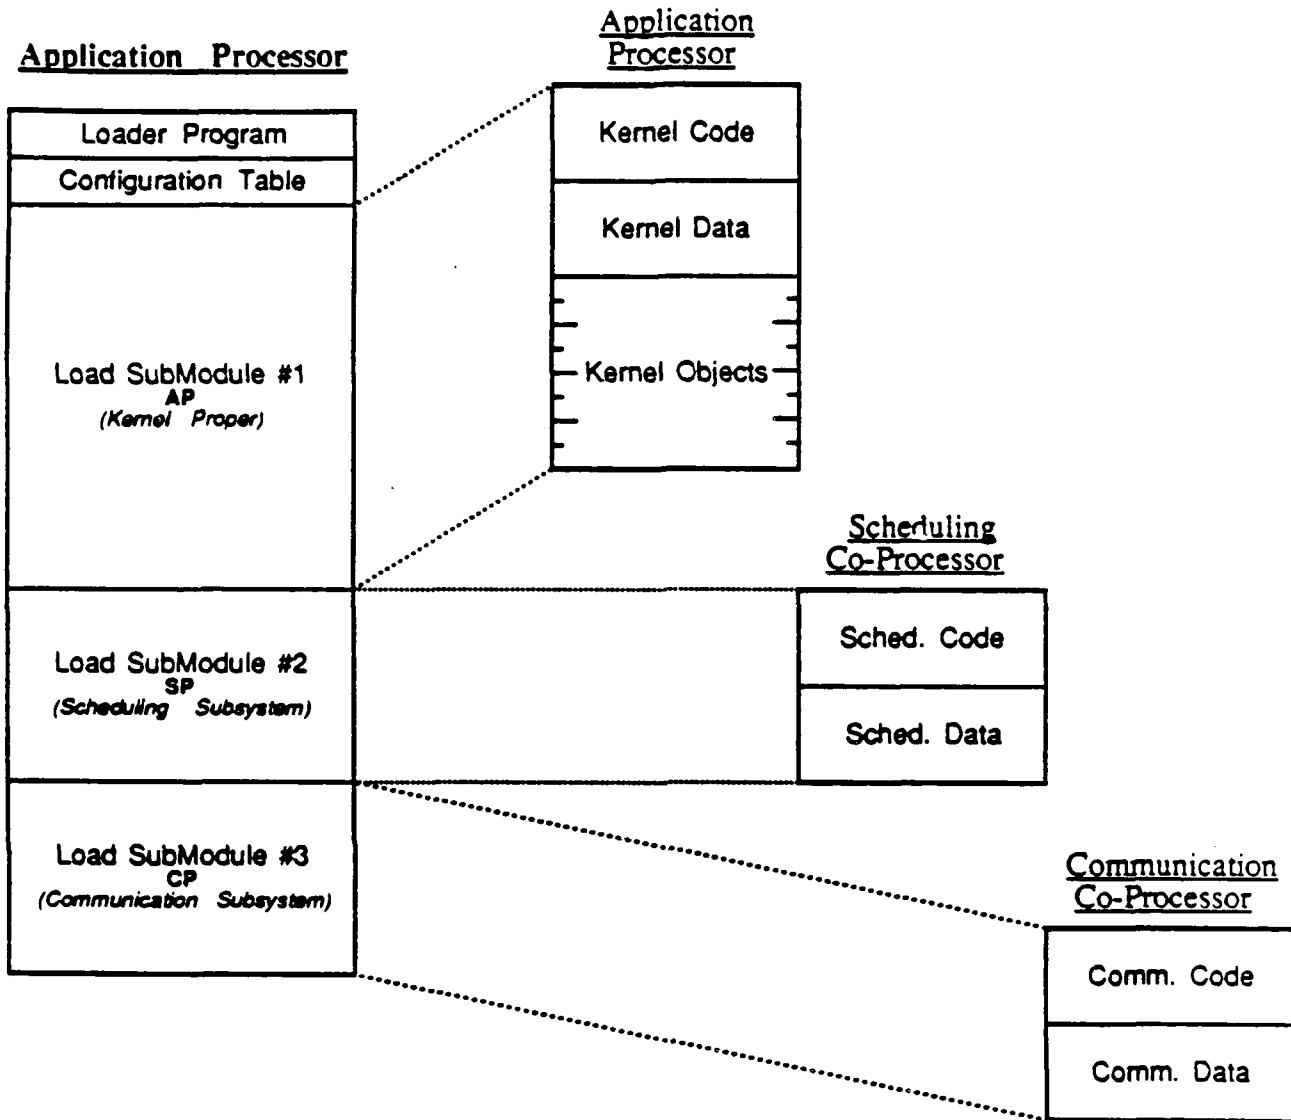 Application Processor
Loader Program
Configuration Table
Load SubModule #1
AP
(Kernel Proper)
Load SubModule #2
SP
(Scheduling Subsystem)
Load SubModule #3
CP
(Communication Subsystem)
Application
Processor
Kernel Code
Kernel Data
Kernel Objects
Scheduling
Co-Processor
Sched. Code
Sched. Data
Communication
Co-Processor
Comm. Code
Comm. Data